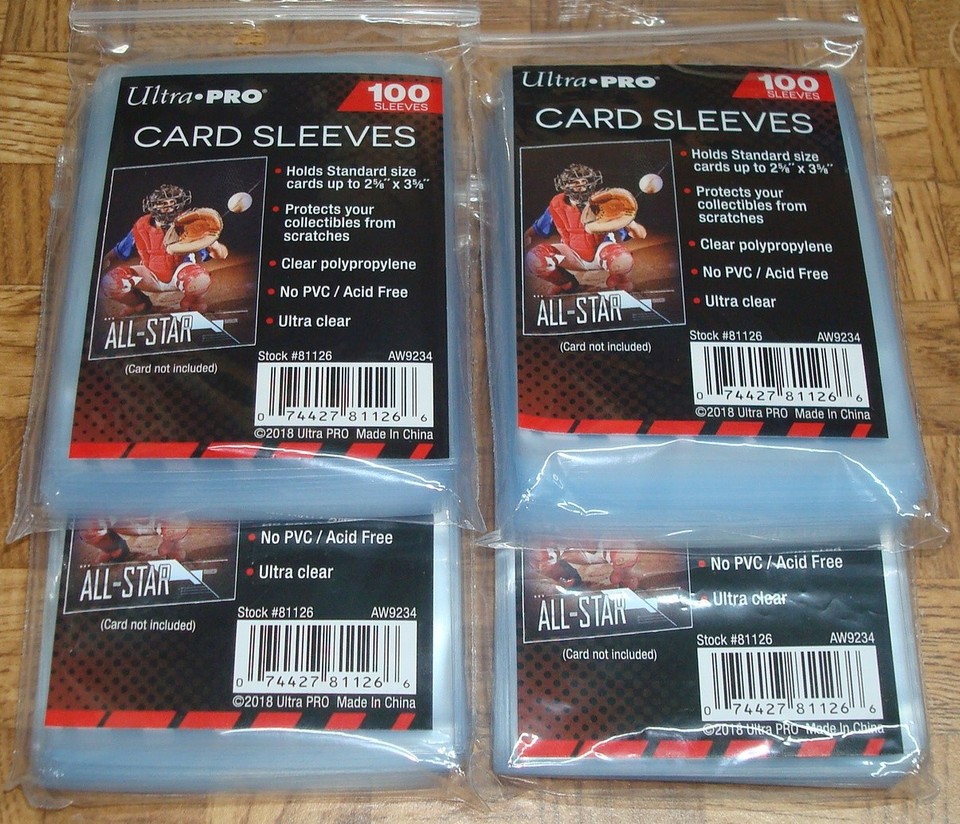 Ultra•PRO®
100
SLEEVES
CARD SLEEVES
• Holds Standard size
cards up to 2⅝″ x 3⅝″
• Protects your
collectibles from
scratches
• Clear polypropylene
• No PVC / Acid Free
• Ultra clear
ALL-STAR
(Card not included)
Stock #81126 AW9234
0 74427 81126 6
©2018 Ultra PRO Made In China
Ultra•PRO®
100
SLEEVES
CARD SLEEVES
• Holds Standard size
cards up to 2⅝″ x 3⅝″
• Protects your
collectibles from
scratches
• Clear polypropylene
• No PVC / Acid Free
• Ultra clear
ALL-STAR
(Card not included)
Stock #81126 AW9234
0 74427 81126 6
©2018 Ultra PRO Made In China
• No PVC / Acid Free
• Ultra clear
ALL-STAR
(Card not included)
Stock #81126 AW9234
0 74427 81126 6
©2018 Ultra PRO Made In China
• No PVC / Acid Free
• Ultra clear
ALL-STAR
(Card not included)
Stock #81126 AW9234
0 74427 81126 6
©2018 Ultra PRO Made In China